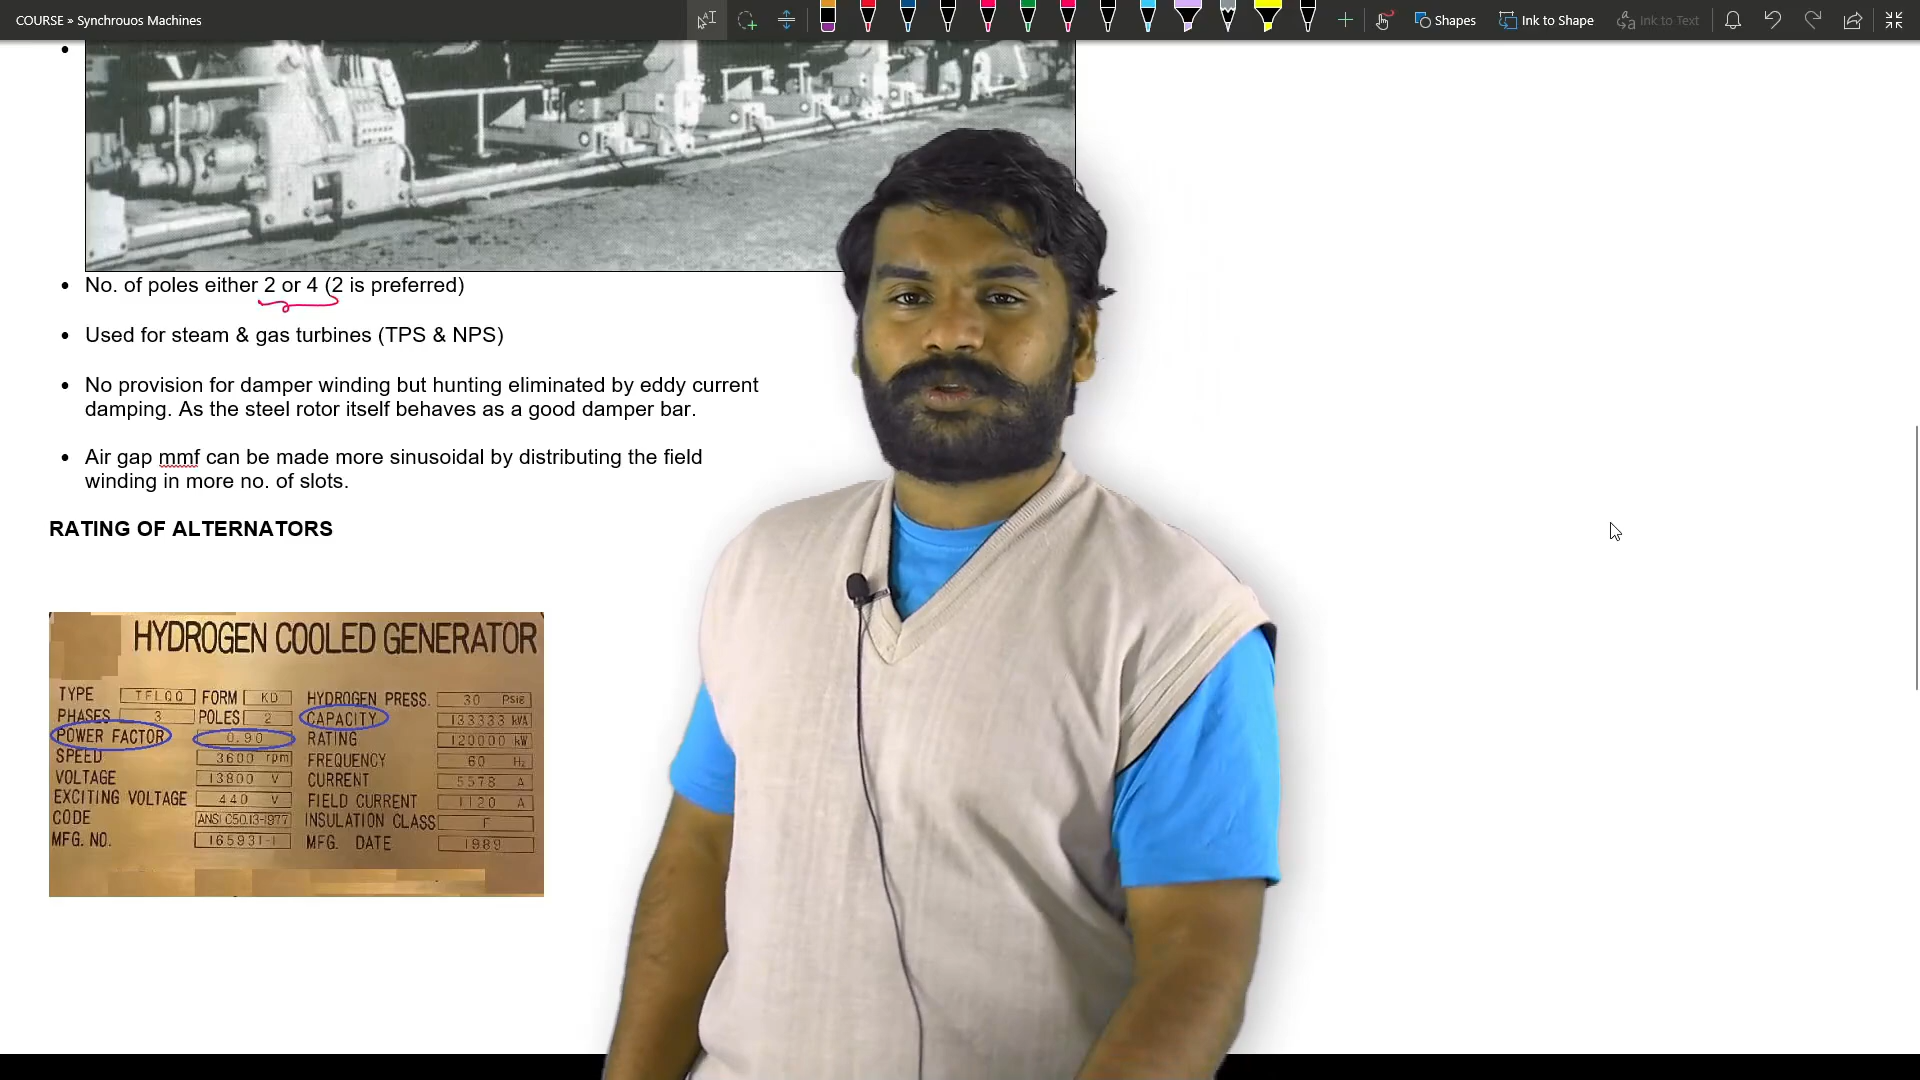 COURSE » Synchrouos Machines
Shapes
Ink to Shape
Ink to Text
No. of poles either 2 or 4 (2 is preferred)
Used for steam & gas turbines (TPS & NPS)
No provision for damper winding but hunting eliminated by eddy current
damping. As the steel rotor itself behaves as a good damper bar.
Air gap mmf can be made more sinusoidal by distributing the field
winding in more no. of slots.
RATING OF ALTERNATORS
HYDROGEN COOLED GENERATOR
TYPE TFLQQ FORM KD HYDROGEN PRESS. 30 PSIG
PHASES 3 POLES 2 CAPACITY 133333 kVA
POWER FACTOR 0.90 RATING 120000 kW
SPEED 3600 rpm FREQUENCY 60 Hz
VOLTAGE 13800 V CURRENT 5578 A
EXCITING VOLTAGE 440 V FIELD CURRENT 1120 A
CODE ANSI C50.13-1977 INSULATION CLASS F
MFG. NO. 165931-1 MFG. DATE 1989